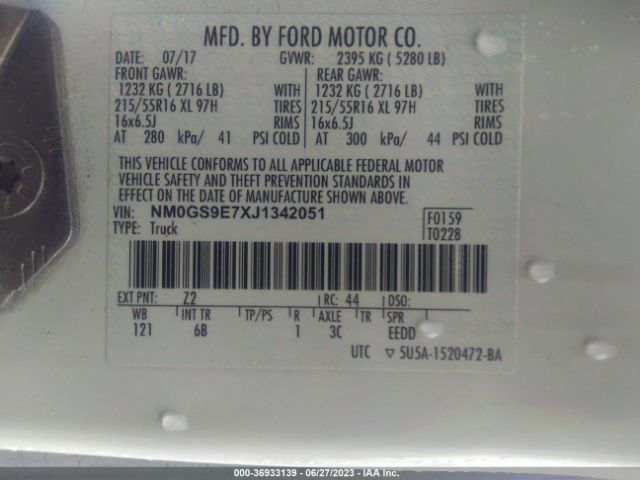 MFD. BY FORD MOTOR CO.
DATE: 07/17 GVWR: 2395 KG ( 5280 LB)
FRONT GAWR: REAR GAWR:
1232 KG ( 2716 LB) WITH 1232 KG ( 2716 LB) WITH
215/55R16 XL 97H TIRES 215/55R16 XL 97H TIRES
16x6.5J RIMS 16x6.5J RIMS
AT 280 kPa/ 41 PSI COLD AT 300 kPa/ 44 PSI COLD
THIS VEHICLE CONFORMS TO ALL APPLICABLE FEDERAL MOTOR
VEHICLE SAFETY AND THEFT PREVENTION STANDARDS IN
EFFECT ON THE DATE OF MANUFACTURE SHOWN ABOVE.
VIN: NM0GS9E7XJ1342051 F0159
TYPE: Truck T0228
EXT PNT: Z2 RC: 44 DSO:
WB INT TR TP/PS R AXLE TR SPR
121 6B 1 3C EEDD
UTC ▽ 5U5A-1520472-BA
000-36933139 - 06/27/2023 - IAA Inc.